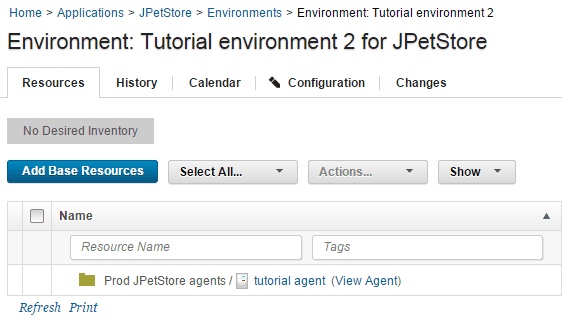 Home > Applications > JPetStore > Environments > Environment: Tutorial environment 2
Environment: Tutorial environment 2 for JPetStore
Resources History Calendar Configuration Changes
No Desired Inventory
Add Base Resources Select All... Actions... Show
Name
Resource Name Tags
Prod JPetStore agents / tutorial agent (View Agent)
Refresh Print